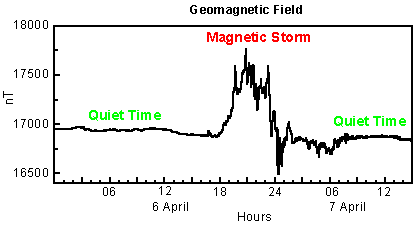 Geomagnetic Field
18000
Magnetic Storm
17500
nT
Quiet Time
Quiet Time
17000
16500
06 12 18 24 06 12
6 April 7 April
Hours